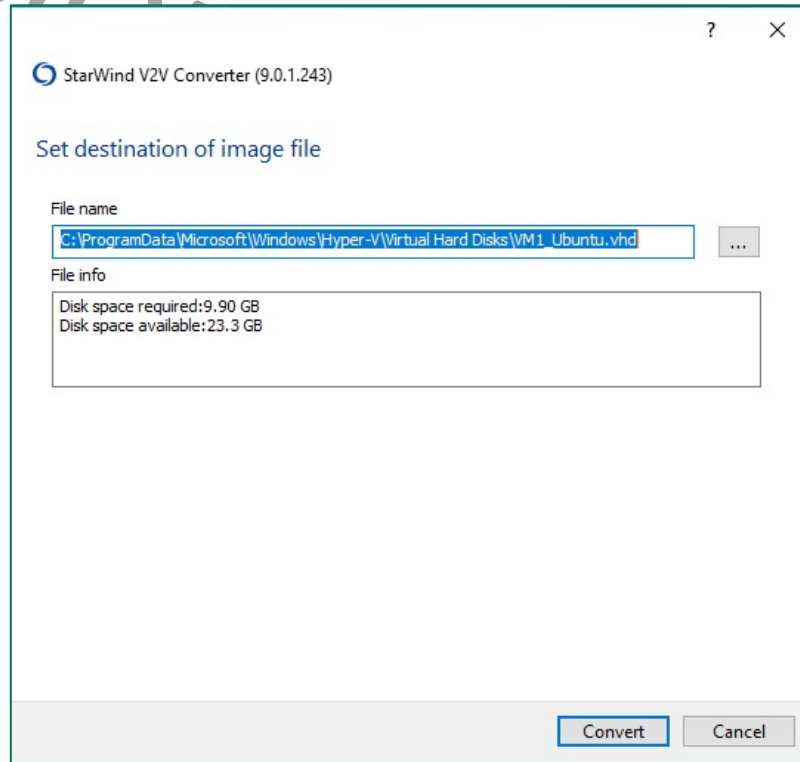 ?
StarWind V2V Converter (9.0.1.243)
Set destination of image file
File name
C:\ProgramData\Microsoft\Windows\Hyper-V\Virtual Hard Disks\VM1_Ubuntu.vhd
...
File info
Disk space required:9.90 GB
Disk space available:23.3 GB
Convert Cancel